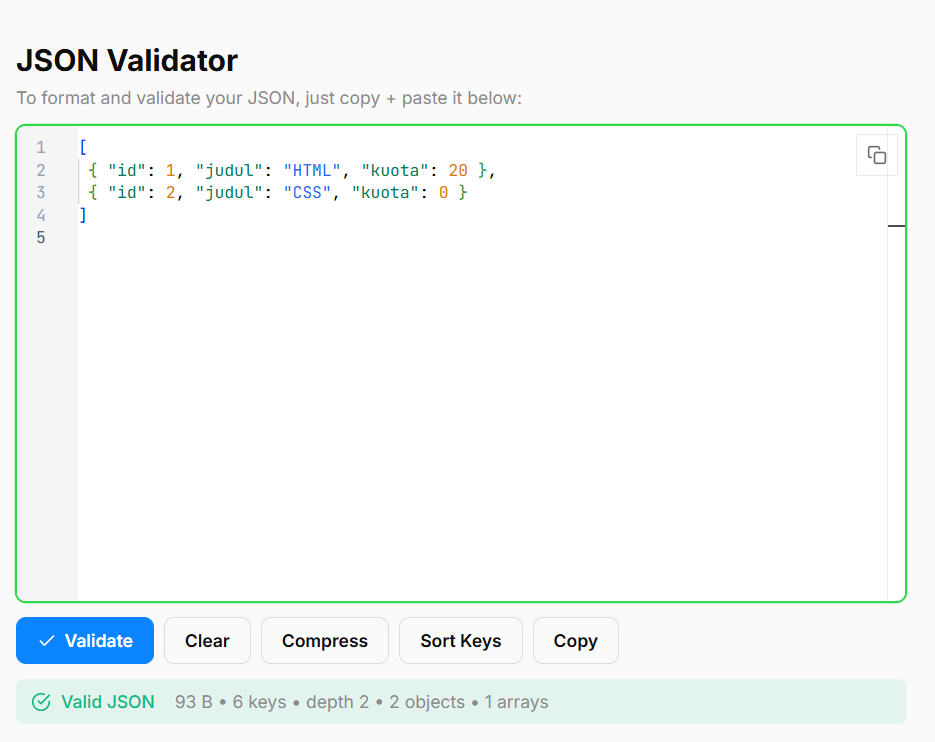 JSON Validator
To format and validate your JSON, just copy + paste it below:
1 [
2 { "id": 1, "judul": "HTML", "kuota": 20 },
3 { "id": 2, "judul": "CSS", "kuota": 0 }
4 ]
5
Validate Clear Compress Sort Keys Copy
Valid JSON 93 B • 6 keys • depth 2 • 2 objects • 1 arrays